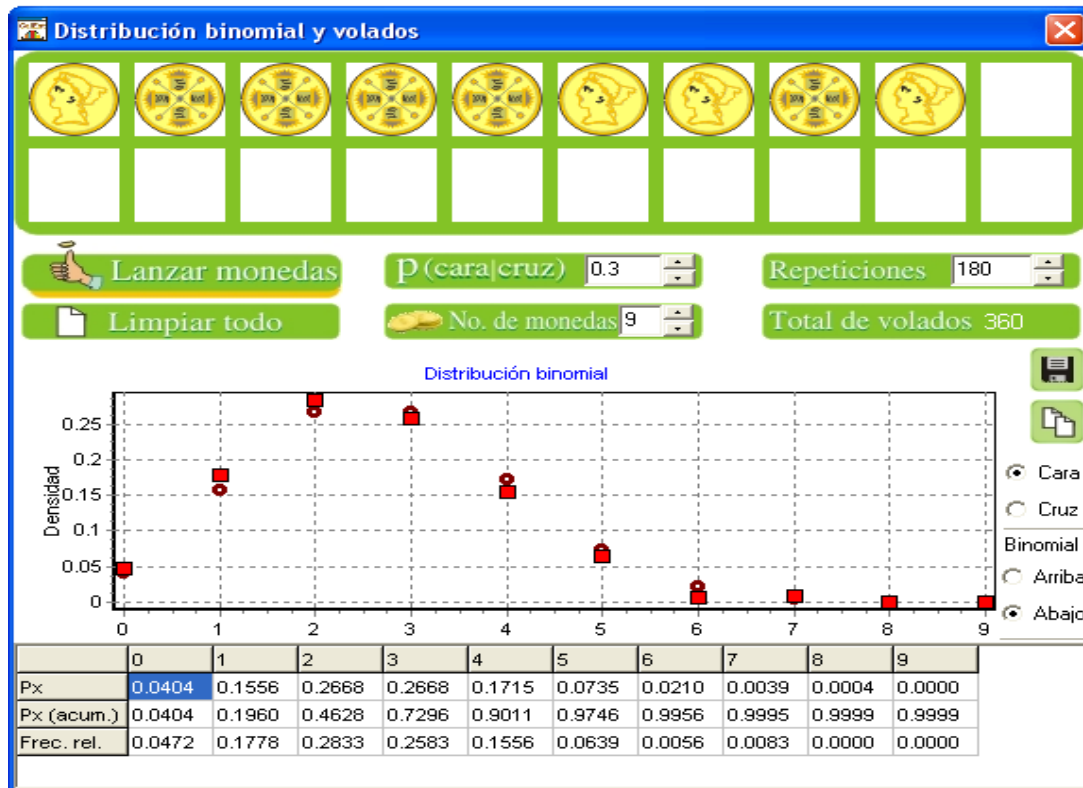 Distribución binomial y volados
Lanzar monedas
p (cara|cruz) 0.3
Repeticiones 180
Limpiar todo
No. de monedas 9
Total de volados 360
Distribución binomial
Densidad
0.25
0.2
0.15
0.1
0.05
0
0 1 2 3 4 5 6 7 8 9
Cara
Cruz
Binomial
Arriba
Abajo
0 1 2 3 4 5 6 7 8 9
Px 0.0404 0.1556 0.2668 0.2668 0.1715 0.0735 0.0210 0.0039 0.0004 0.0000
Px (acum.) 0.0404 0.1960 0.4628 0.7296 0.9011 0.9746 0.9956 0.9995 0.9999 0.9999
Frec. rel. 0.0472 0.1778 0.2833 0.2583 0.1556 0.0639 0.0056 0.0083 0.0000 0.0000